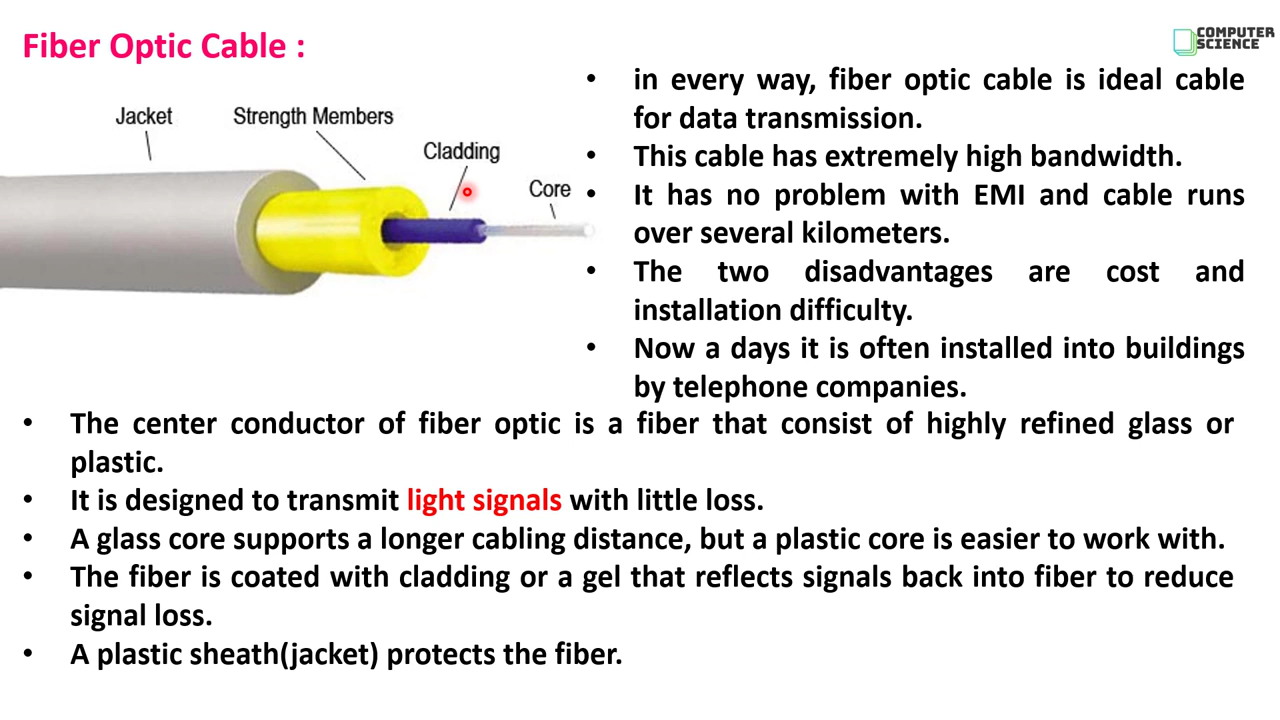 Fiber Optic Cable :
COMPUTER
SCIENCE
Jacket
Strength Members
Cladding
Core
• in every way, fiber optic cable is ideal cable
for data transmission.
• This cable has extremely high bandwidth.
• It has no problem with EMI and cable runs
over several kilometers.
• The two disadvantages are cost and
installation difficulty.
• Now a days it is often installed into buildings
by telephone companies.
• The center conductor of fiber optic is a fiber that consist of highly refined glass or
plastic.
• It is designed to transmit light signals with little loss.
• A glass core supports a longer cabling distance, but a plastic core is easier to work with.
• The fiber is coated with cladding or a gel that reflects signals back into fiber to reduce
signal loss.
• A plastic sheath(jacket) protects the fiber.